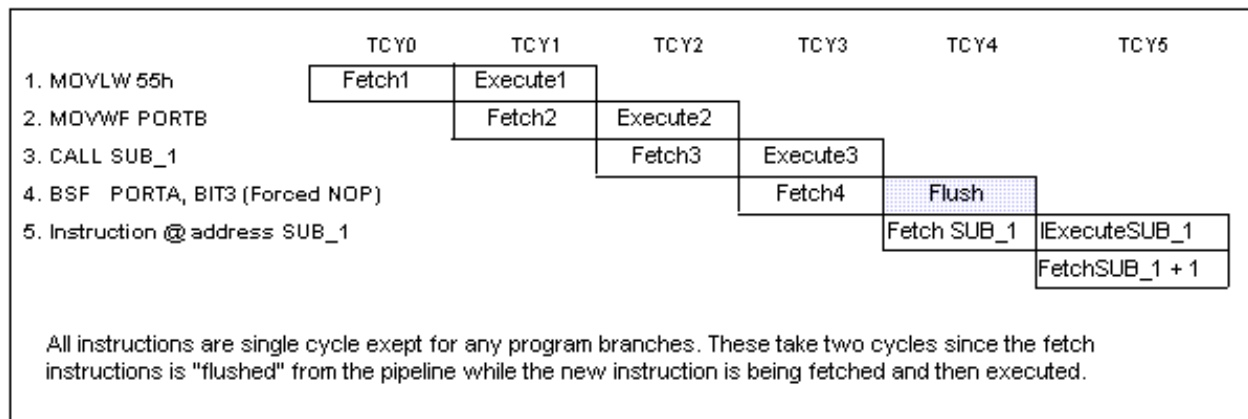 TCY0 TCY1 TCY2 TCY3 TCY4 TCY5
1. MOVLW 55h Fetch1 Execute1
2. MOVWF PORTB Fetch2 Execute2
3. CALL SUB_1 Fetch3 Execute3
4. BSF PORTA, BIT3 (Forced NOP) Fetch4 Flush
5. Instruction @ address SUB_1 Fetch SUB_1 IExecuteSUB_1
FetchSUB_1 + 1
All instructions are single cycle exept for any program branches. These take two cycles since the fetch
instructions is "flushed" from the pipeline while the new instruction is being fetched and then executed.